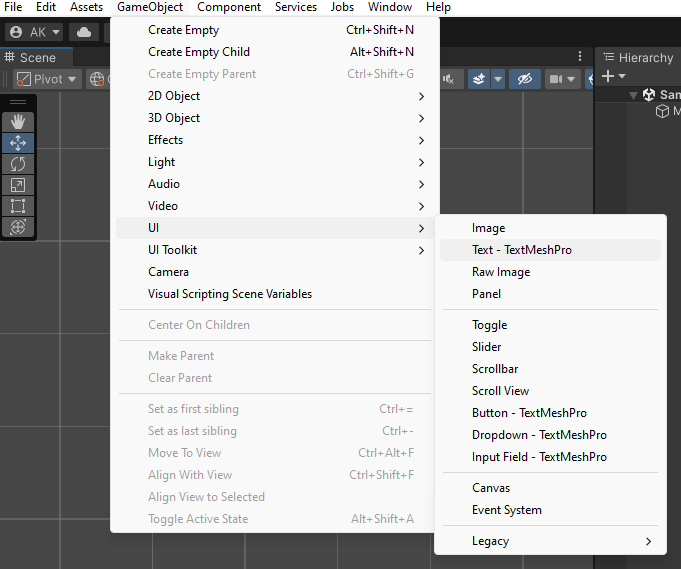 File Edit Assets GameObject Component Services Jobs Window Help
AK
Scene
Hierarchy
Pivot
Create Empty Ctrl+Shift+N
Create Empty Child Alt+Shift+N
Create Empty Parent Ctrl+Shift+G
2D Object
3D Object
Effects
Light
Audio
Video
UI
UI Toolkit
Camera
Visual Scripting Scene Variables
Center On Children
Make Parent
Clear Parent
Set as first sibling Ctrl+=
Set as last sibling Ctrl+-
Move To View Ctrl+Alt+F
Align With View Ctrl+Shift+F
Align View to Selected
Toggle Active State Alt+Shift+A
Image
Text - TextMeshPro
Raw Image
Panel
Toggle
Slider
Scrollbar
Scroll View
Button - TextMeshPro
Dropdown - TextMeshPro
Input Field - TextMeshPro
Canvas
Event System
Legacy
Sam
M